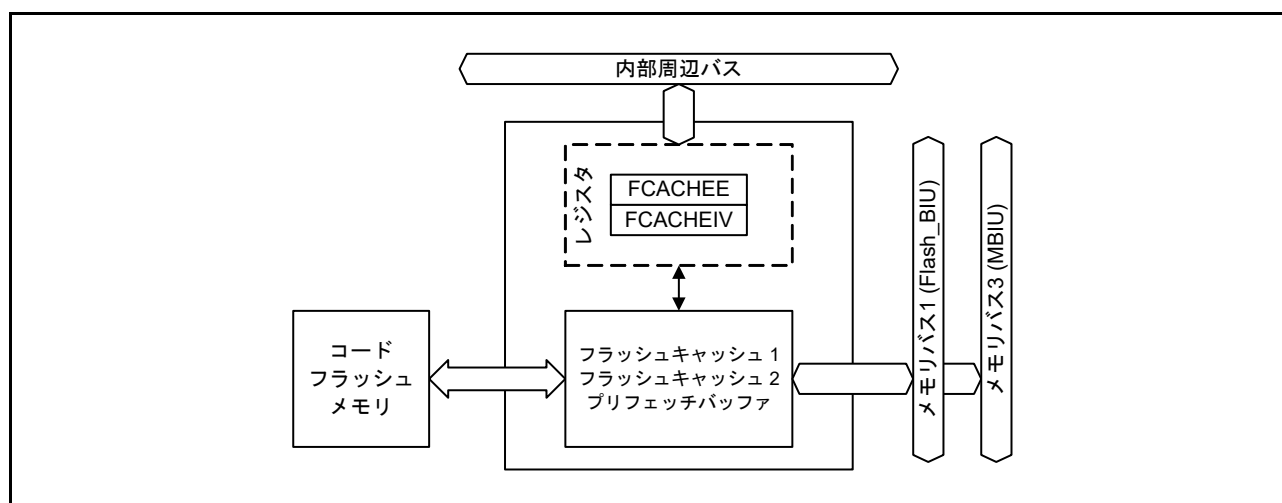 内部周辺バス
レジスタ
FCACHEE
FCACHEIV
コード
フラッシュ
メモリ
フラッシュキャッシュ 1
フラッシュキャッシュ 2
プリフェッチバッファ
メモリバス1 (Flash_BIU)
メモリバス3 (MBIU)